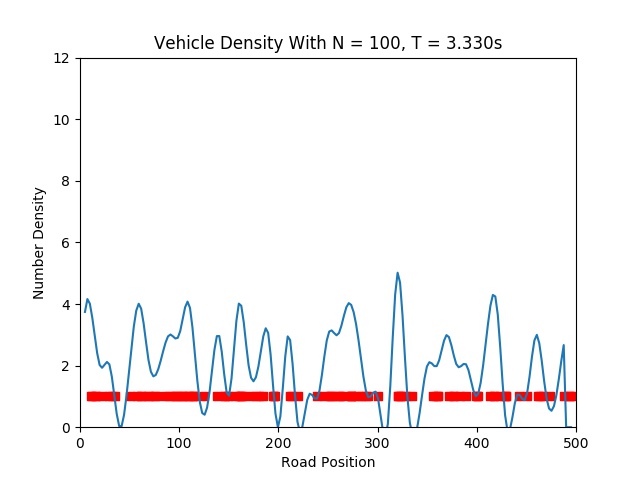 Vehicle Density With N = 100, T = 3.330s
12
10
8
6
4
2
0
Number Density
0 100 200 300 400 500
Road Position